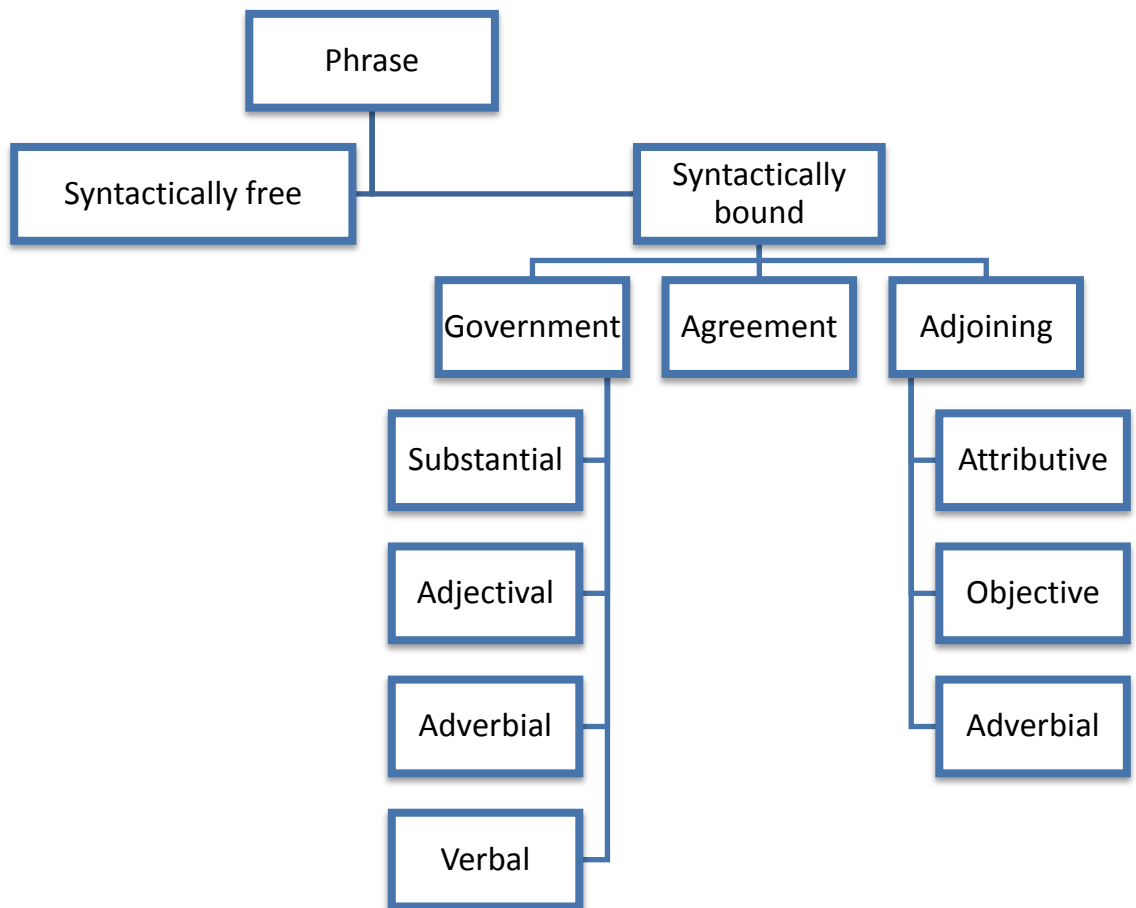 Phrase
Syntactically free
Syntactically
bound
Government
Agreement
Adjoining
Substantial
Attributive
Adjectival
Objective
Adverbial
Adverbial
Verbal